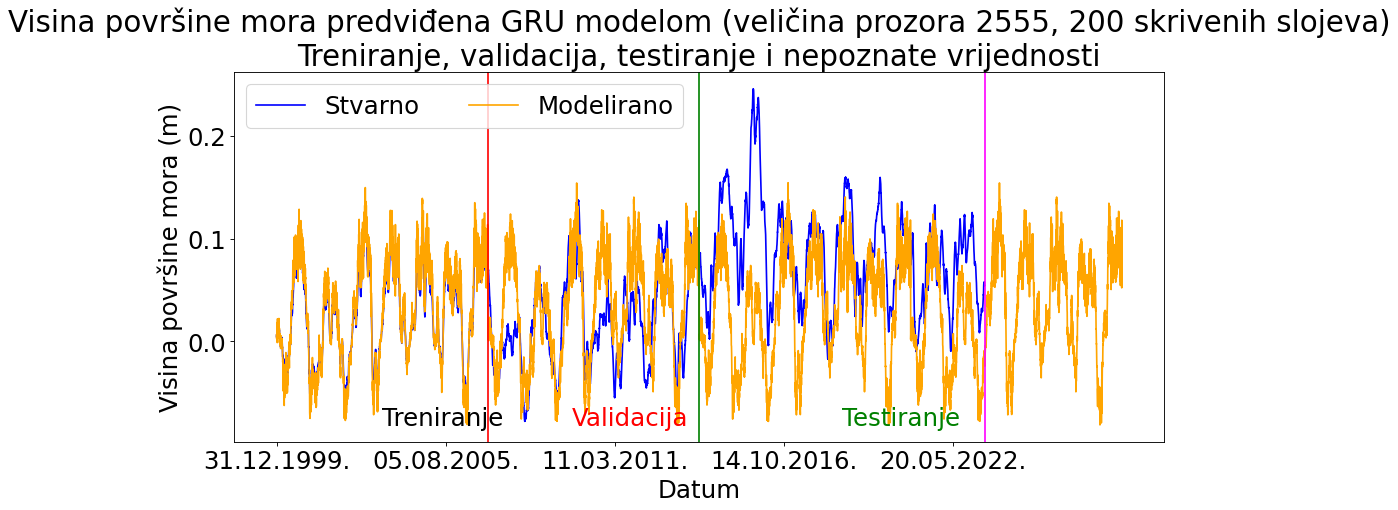 Visina površine mora predviđena GRU modelom (veličina prozora 2555, 200 skrivenih slojeva)
Treniranje, validacija, testiranje i nepoznate vrijednosti
Stvarno
Modelirano
Visina površine mora (m)
0.2
0.1
0.0
Treniranje
Validacija
Testiranje
31.12.1999.
05.08.2005.
11.03.2011.
14.10.2016.
20.05.2022.
Datum